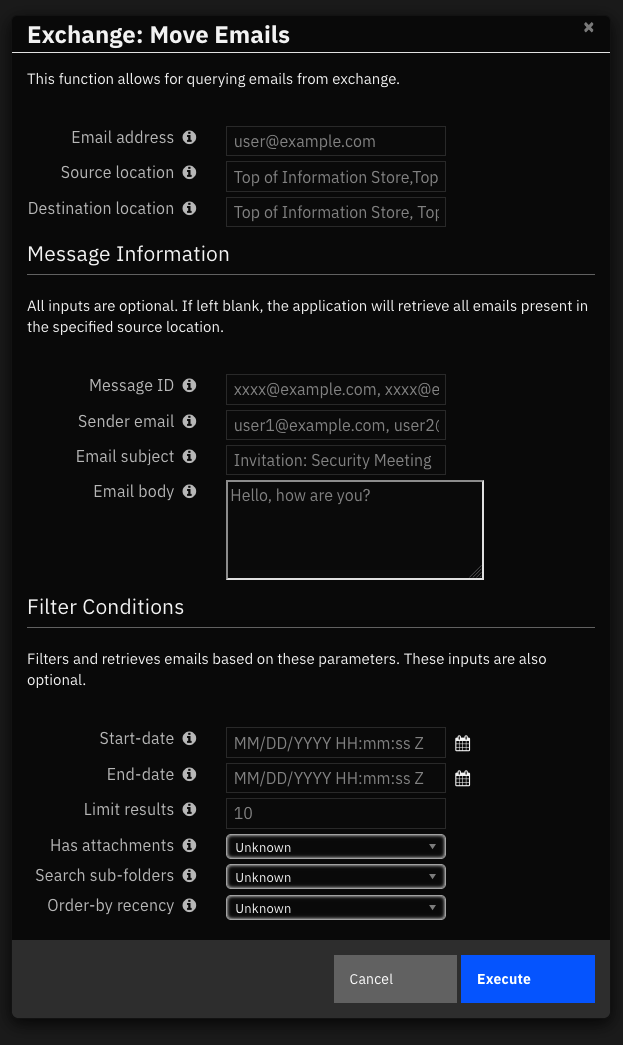 Exchange: Move Emails
This function allows for querying emails from exchange.
Email address
user@example.com
Source location
Top of Information Store,Top
Destination location
Top of Information Store, Top
Message Information
All inputs are optional. If left blank, the application will retrieve all emails present in
the specified source location.
Message ID
xxxx@example.com, xxxx@e
Sender email
user1@example.com, user2@
Email subject
Invitation: Security Meeting
Email body
Hello, how are you?
Filter Conditions
Filters and retrieves emails based on these parameters. These inputs are also
optional.
Start-date
MM/DD/YYYY HH:mm:ss Z
End-date
MM/DD/YYYY HH:mm:ss Z
Limit results
10
Has attachments
Unknown
Search sub-folders
Unknown
Order-by recency
Unknown
Cancel
Execute